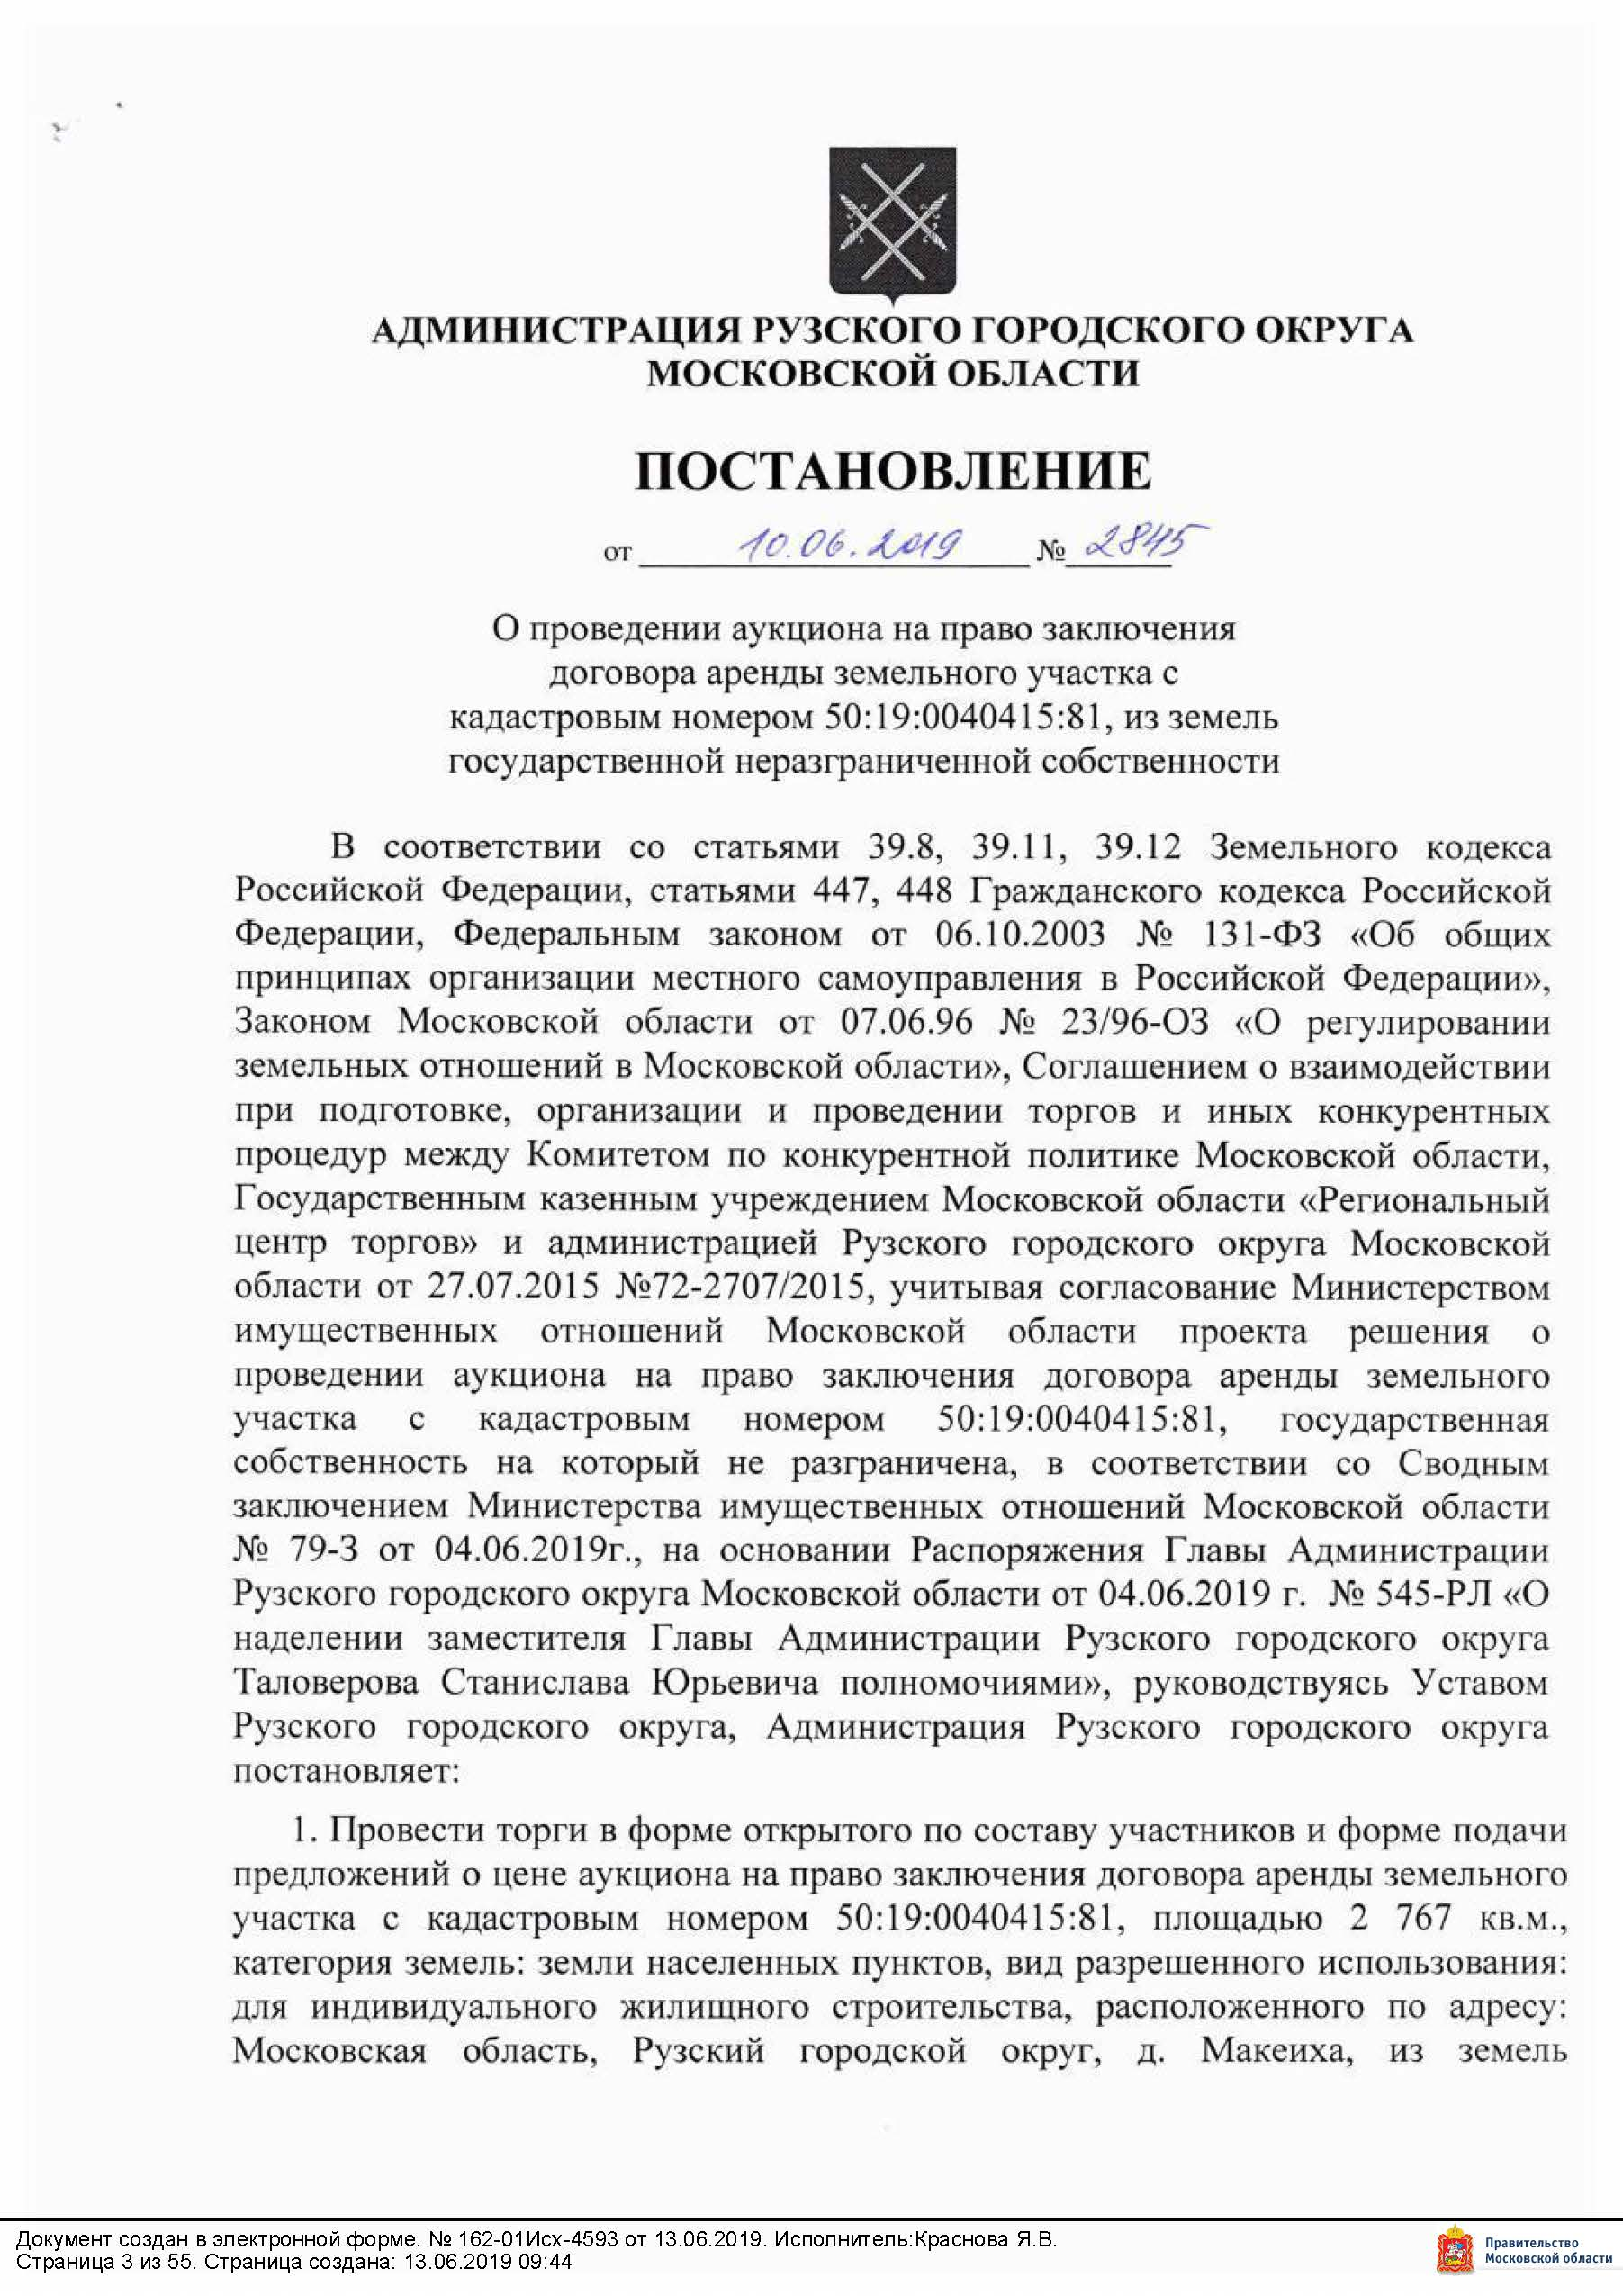 АДМИНИСТРАЦИЯ РУЗСКОГО ГОРОДСКОГО ОКРУГА
МОСКОВСКОЙ ОБЛАСТИ
ПОСТАНОВЛЕНИЕ
от 10.06.2019 № 2845
О проведении аукциона на право заключения
договора аренды земельного участка с
кадастровым номером 50:19:0040415:81, из земель
государственной неразграниченной собственности
В соответствии со статьями 39.8, 39.11, 39.12 Земельного кодекса
Российской Федерации, статьями 447, 448 Гражданского кодекса Российской
Федерации, Федеральным законом от 06.10.2003 № 131-ФЗ «Об общих
принципах организации местного самоуправления в Российской Федерации»,
Законом Московской области от 07.06.96 № 23/96-ОЗ «О регулировании
земельных отношений в Московской области», Соглашением о взаимодействии
при подготовке, организации и проведении торгов и иных конкурентных
процедур между Комитетом по конкурентной политике Московской области,
Государственным казенным учреждением Московской области «Региональный
центр торгов» и администрацией Рузского городского округа Московской
области от 27.07.2015 №72-2707/2015, учитывая согласование Министерством
имущественных отношений Московской области проекта решения о
проведении аукциона на право заключения договора аренды земельного
участка с кадастровым номером 50:19:0040415:81, государственная
собственность на который не разграничена, в соответствии со Сводным
заключением Министерства имущественных отношений Московской области
№ 79-З от 04.06.2019г., на основании Распоряжения Главы Администрации
Рузского городского округа Московской области от 04.06.2019 г. № 545-РЛ «О
наделении заместителя Главы Администрации Рузского городского округа
Таловерова Станислава Юрьевича полномочиями», руководствуясь Уставом
Рузского городского округа, Администрация Рузского городского округа
постановляет:
1. Провести торги в форме открытого по составу участников и форме подачи
предложений о цене аукциона на право заключения договора аренды земельного
участка с кадастровым номером 50:19:0040415:81, площадью 2 767 кв.м.,
категория земель: земли населенных пунктов, вид разрешенного использования:
для индивидуального жилищного строительства, расположенного по адресу:
Московская область, Рузский городской округ, д. Макеиха, из земель
Документ создан в электронной форме. № 162-01Исх-4593 от 13.06.2019. Исполнитель:Краснова Я.В.
Страница 3 из 55. Страница создана: 13.06.2019 09:44
Правительство
Московской области